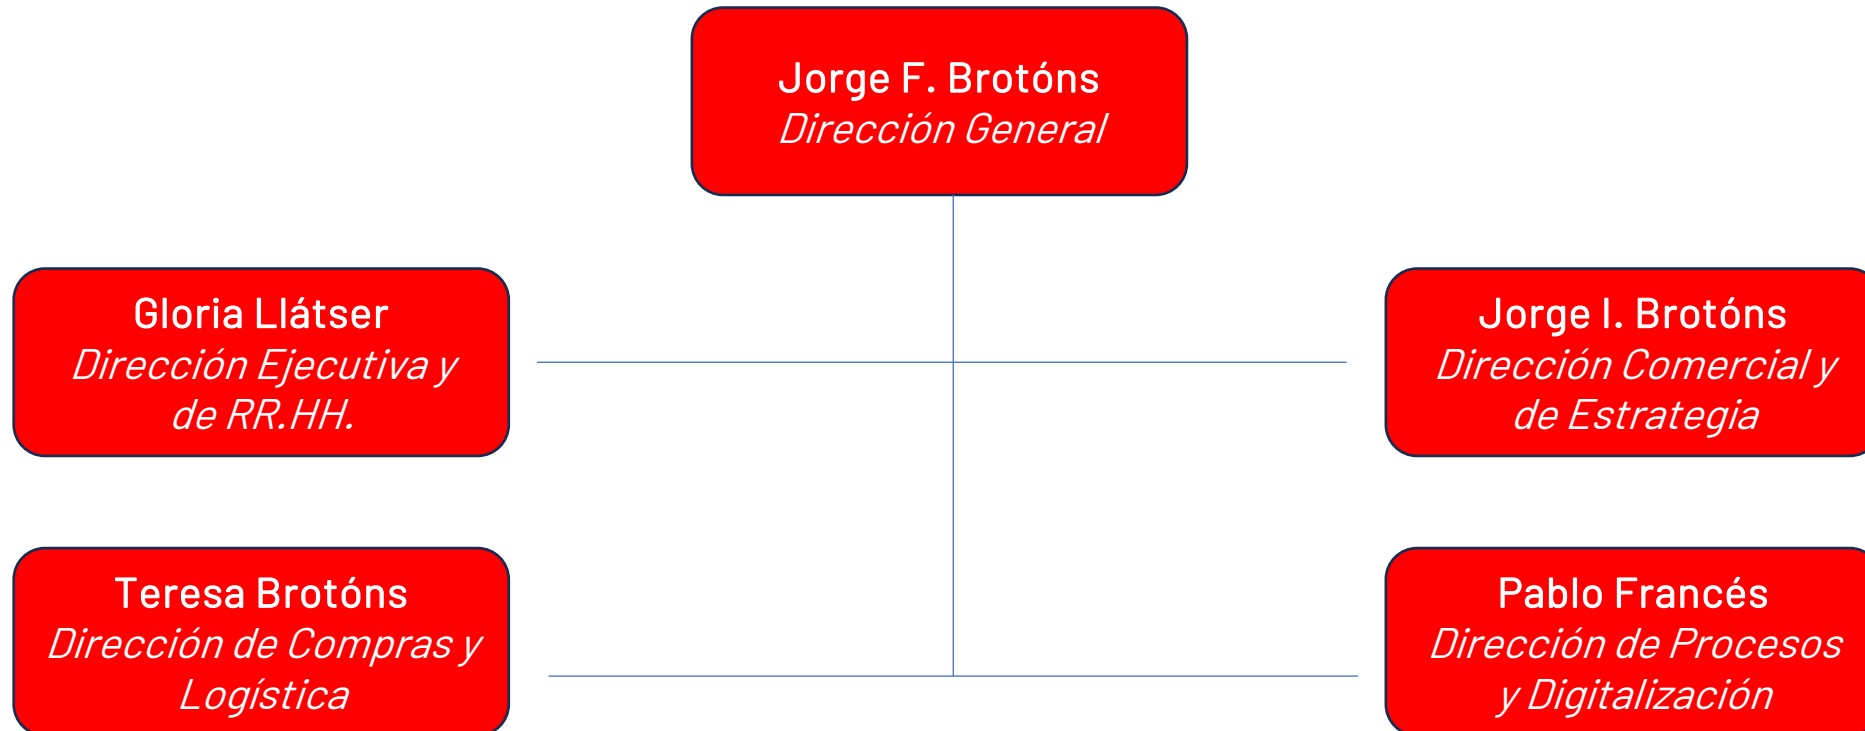 Jorge F. Brotóns
Dirección General
Gloria Llátser
Dirección Ejecutiva y
de RR.HH.
Jorge I. Brotóns
Dirección Comercial y
de Estrategia
Teresa Brotóns
Dirección de Compras y
Logística
Pablo Francés
Dirección de Procesos
y Digitalización